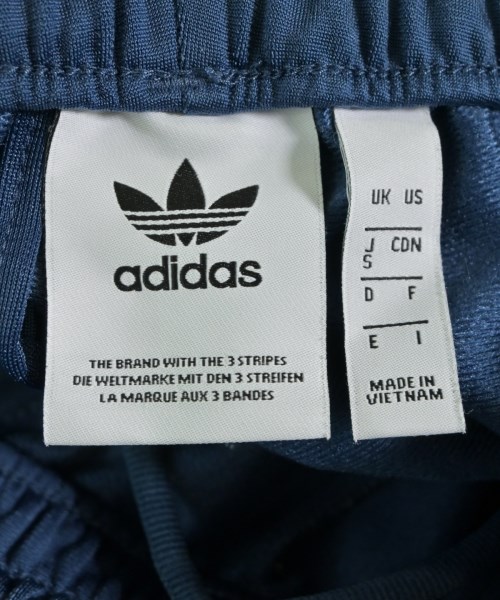 adidas
THE BRAND WITH THE 3 STRIPES
DIE WELTMARKE MIT DEN 3 STREIFEN
LA MARQUE AUX 3 BANDES
UK US
J CDN
S
D F
E I
MADE IN
VIETNAM